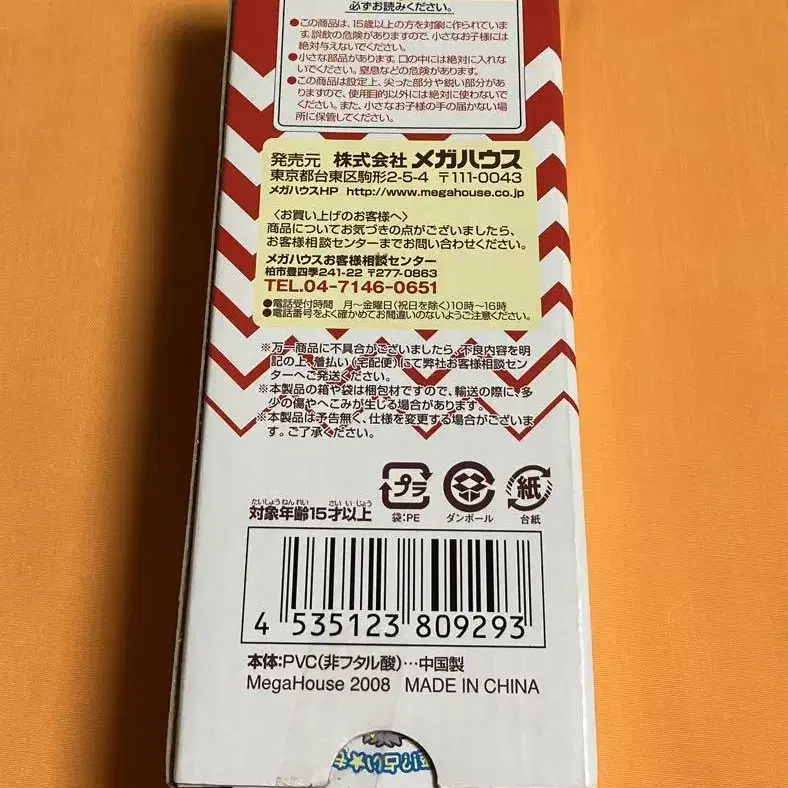 必ずお読みください。
●この商品は、15歳以上の方を対象に作られていま
す。誤飲の危険がありますので、小さなお子様には
絶対与えないでください。
●小さな部品があります。口の中には絶対に入れな
いでください。窒息などの危険があります。
●この商品は設計上、尖った部分や鋭い部分があ
りますので、使用目的以外には絶対に使わないで
ください。また、小さなお子様の手の届かない場
所に保管してください。
発売元 株式会社 メガハウス
東京都台東区駒形2-5-4 〒111-0043
メガハウスHP http://www.megahouse.co.jp
〈お買い上げのお客様へ〉
商品についてお気づきの点がございましたら、
お客様相談センターまでお問い合わせください。
メガハウスお客様相談センター
柏市豊四季241-22 〒277-0863
TEL.04-7146-0651
●電話受付時間 月～金曜日(祝日を除く)10時～16時
●電話番号をよく確かめてお間違いのないようご注意ください。
※万一商品に不具合がございましたら、不良内容を明
記の上、着払い(宅配便)にて弊社お客様相談セン
ターへご発送ください。
※本製品の箱や袋は梱包材ですので、輸送の際に、多
少の傷やへこみが生じる場合があります。
※本製品は予告無く、仕様を変更する場合がございま
す。ご了承ください。
プラ 紙
袋:PE ダンボール 台紙
たいしょうねんれい さいいじょう
対象年齢15才以上
4 535123 809293
本体:PVC(非フタル酸)…中国製
MegaHouse 2008 MADE IN CHINA